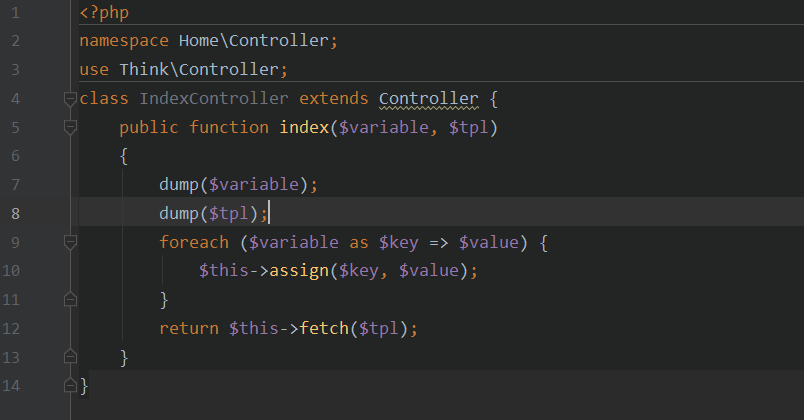 1 <?php
2 namespace Home\Controller;
3 use Think\Controller;
4 class IndexController extends Controller {
5 public function index($variable, $tpl)
6 {
7 dump($variable);
8 dump($tpl);
9 foreach ($variable as $key => $value) {
10 $this->assign($key, $value);
11 }
12 return $this->fetch($tpl);
13 }
14 }